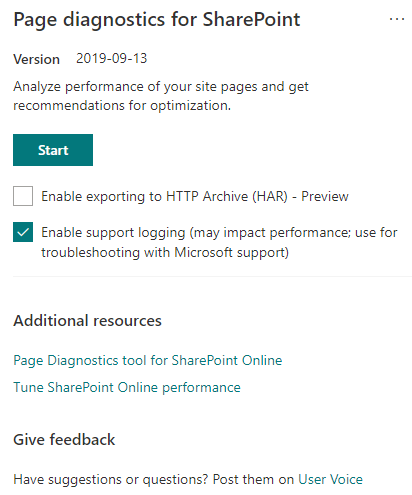 Page diagnostics for SharePoint
...
Version 2019-09-13
Analyze performance of your site pages and get
recommendations for optimization.
Start
Enable exporting to HTTP Archive (HAR) - Preview
Enable support logging (may impact performance; use for
troubleshooting with Microsoft support)
Additional resources
Page Diagnostics tool for SharePoint Online
Tune SharePoint Online performance
Give feedback
Have suggestions or questions? Post them on User Voice